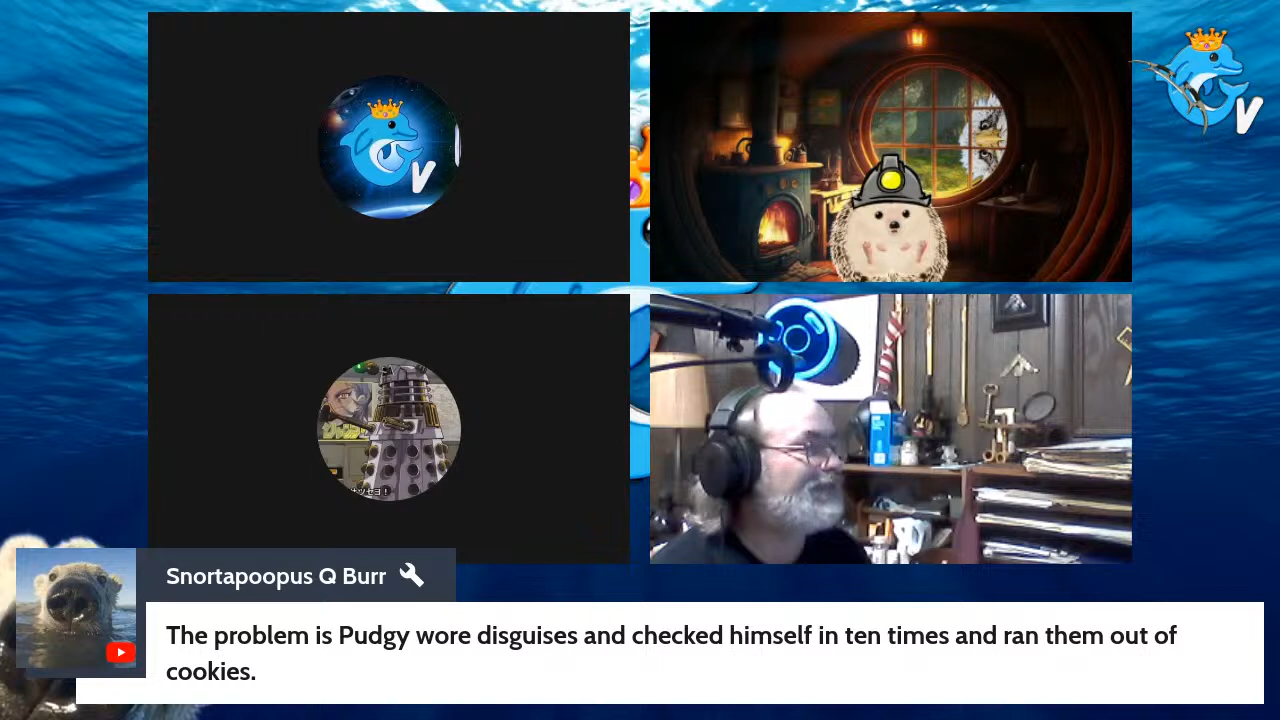 V
V
Snortapoopus Q Burr
The problem is Pudgy wore disguises and checked himself in ten times and ran them out of
cookies.